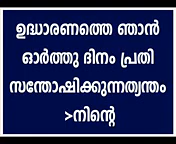 ഉദ്ധാരണത്തെ ഞാൻ
ഓർത്തു ദിനം പ്രതി
സന്തോഷിക്കുന്നത്യന്തം
>നിന്റെ